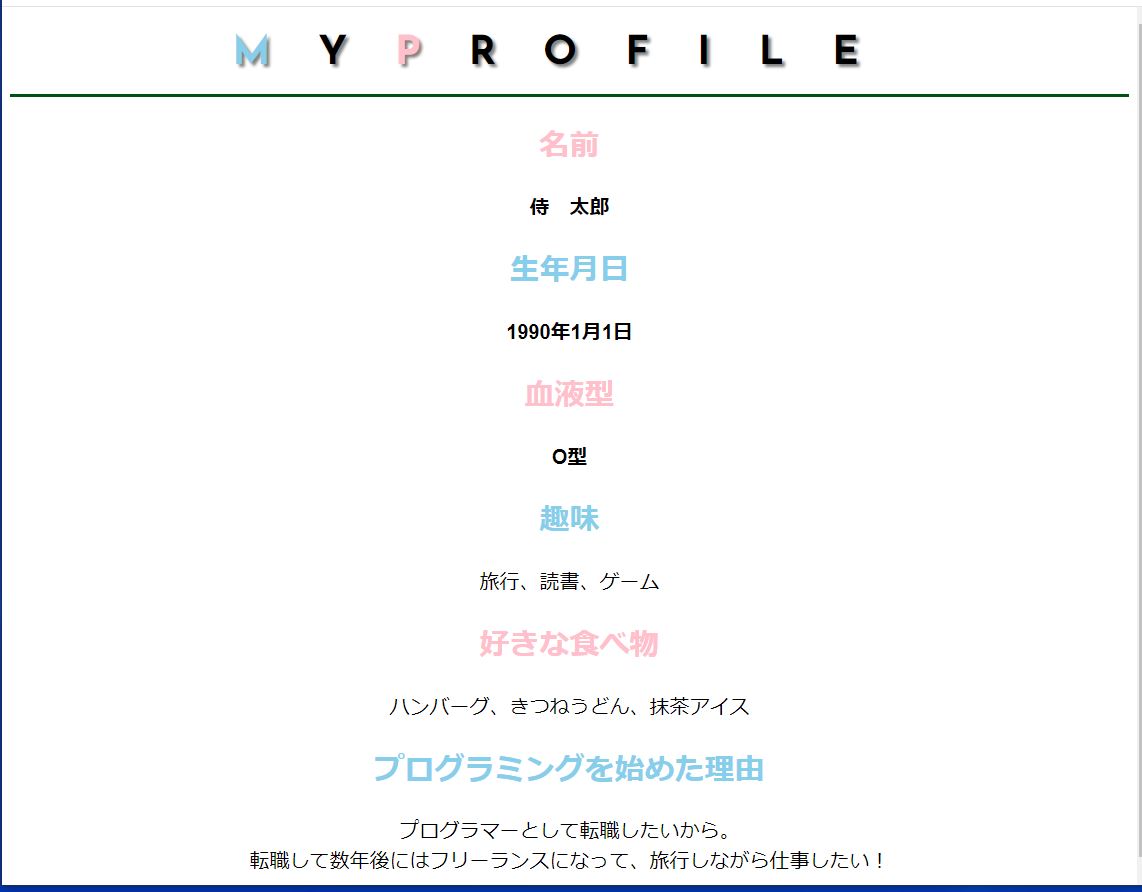 MY PROFILE
名前
侍　太郎
生年月日
1990年1月1日
血液型
O型
趣味
旅行、読書、ゲーム
好きな食べ物
ハンバーグ、きつねうどん、抹茶アイス
プログラミングを始めた理由
プログラマーとして転職したいから。
転職して数年後にはフリーランスになって、旅行しながら仕事したい！